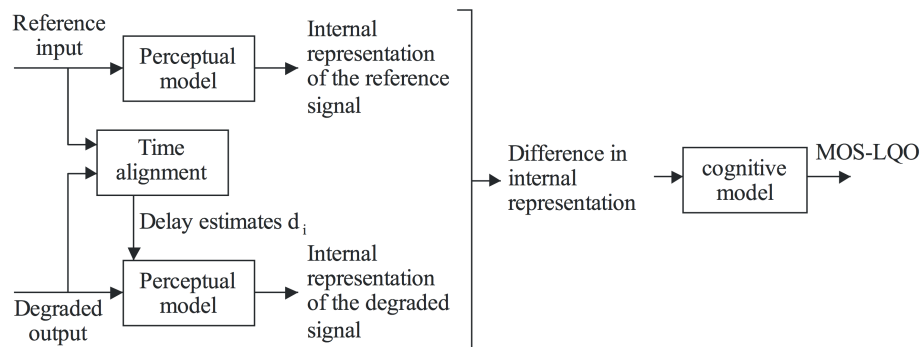 Reference
input
Perceptual
model
Internal
representation
of the reference
signal
Time
alignment
Delay estimates d i
Degraded
output
Perceptual
model
Internal
representation
of the degraded
signal
Difference in
internal
representation
cognitive
model
MOS-LQO